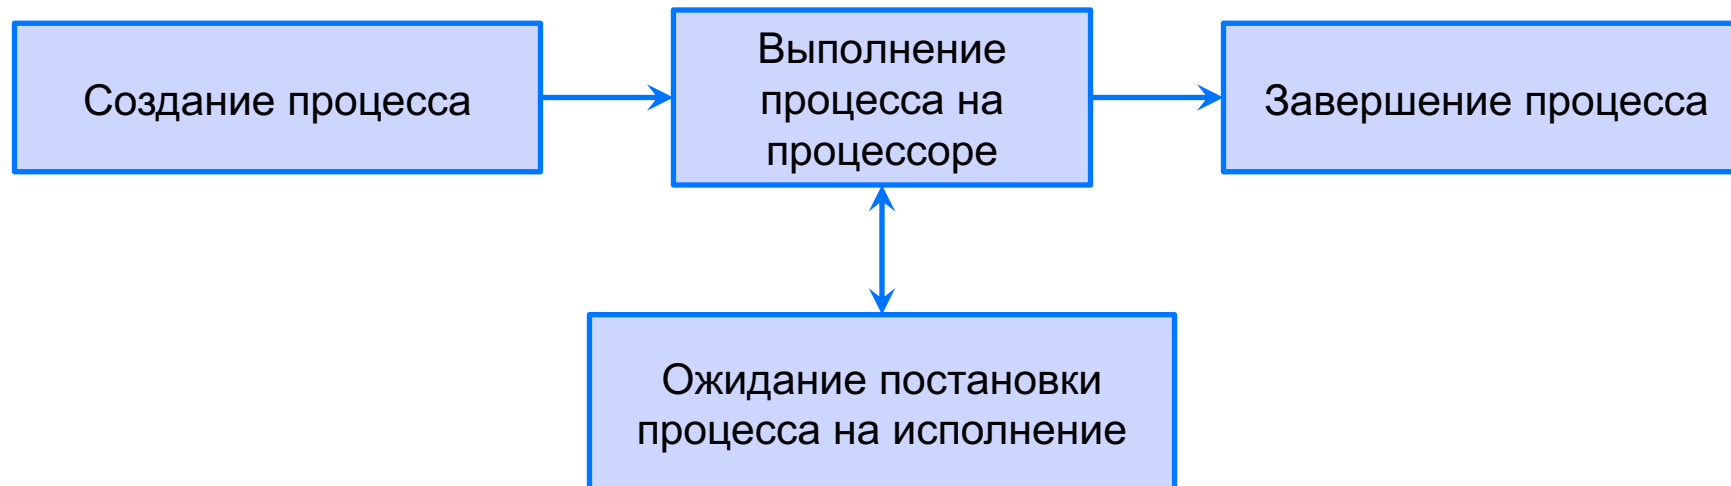 Создание процесса
Выполнение
процесса на
процессоре
Завершение процесса
Ожидание постановки
процесса на исполнение